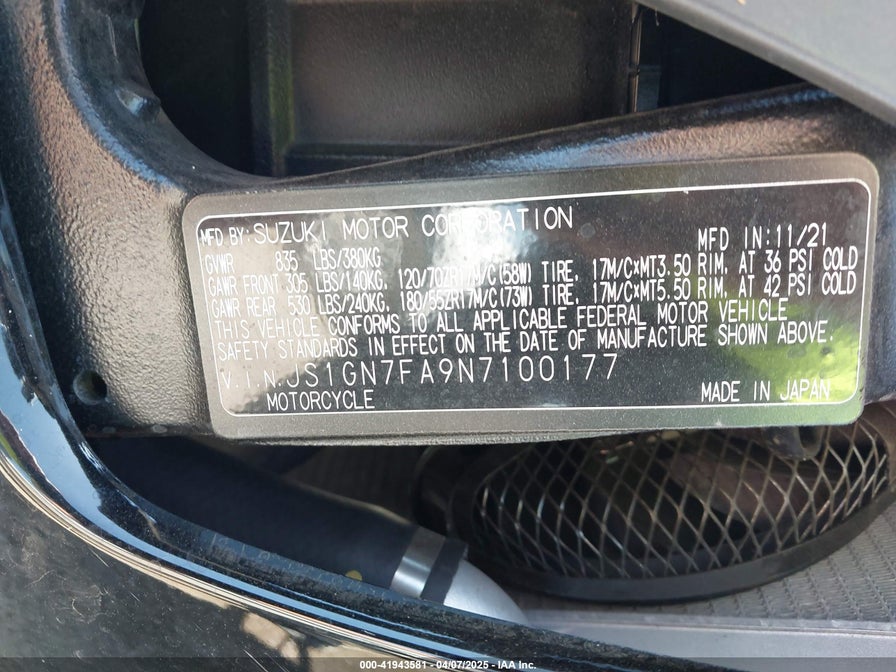 MFD BY:SUZUKI MOTOR CORPORATION MFD IN:11/21
GVWR 835 LBS/380KG
GAWR FRONT 305 LBS/140KG, 120/70ZR17M/C(58W) TIRE, 17M/C×MT3.50 RIM, AT 36 PSI COLD
GAWR REAR 530 LBS/240KG, 180/55ZR17M/C(73W) TIRE, 17M/C×MT5.50 RIM, AT 42 PSI COLD
THIS VEHICLE CONFORMS TO ALL APPLICABLE FEDERAL MOTOR VEHICLE
SAFETY STANDARDS IN EFFECT ON THE DATE OF MANUFACTURE SHOWN ABOVE.
V.I.N.JS1GN7FA9N7100177
MOTORCYCLE MADE IN JAPAN
000-41943581 - 04/07/2025 - IAA Inc.